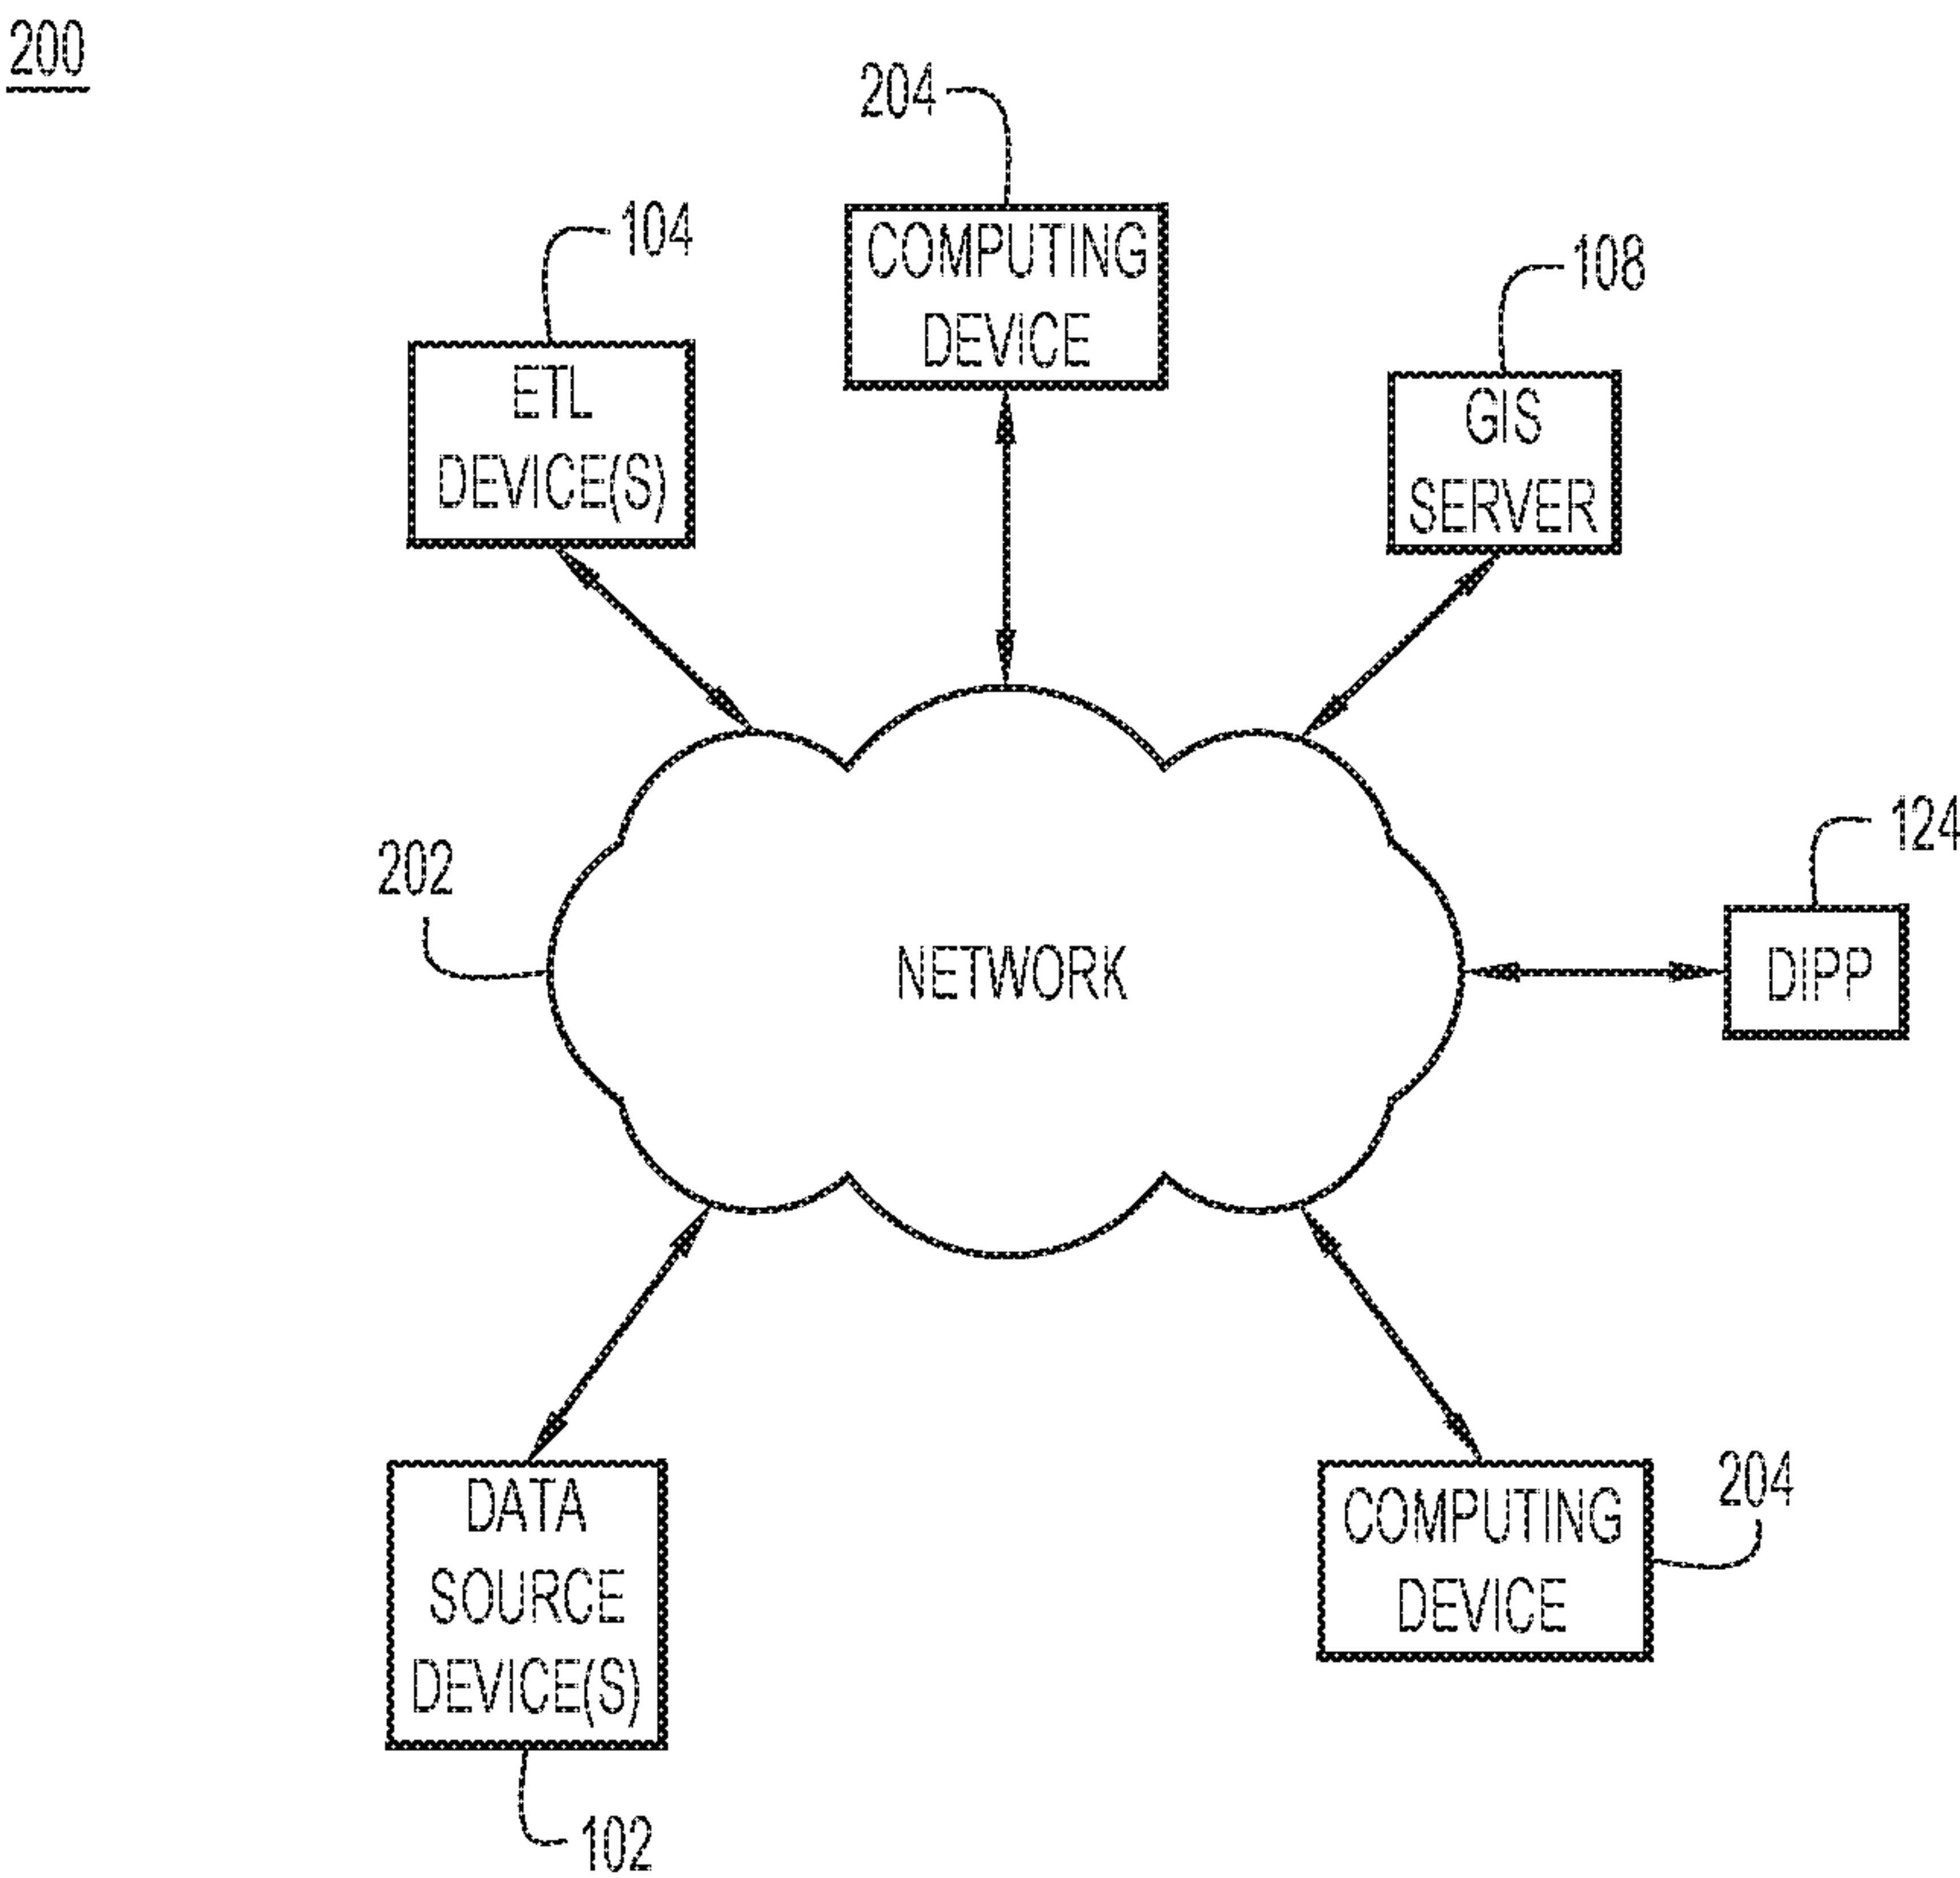 200
204
COMPUTING
DEVICE
104
ETL
DEVICE(S)
108
GIS
SERVER
202
NETWORK
124
DIPP
DATA
SOURCE
DEVICE(S)
102
COMPUTING
DEVICE
204